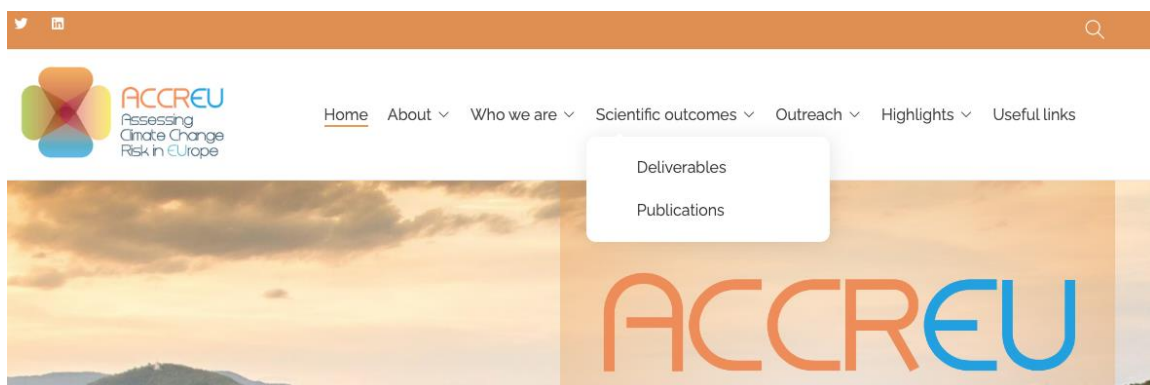 ACCREU
Assessing
Climate Change
Risk in EUrope
Home About Who we are Scientific outcomes Outreach Highlights Useful links
Deliverables
Publications
ACCREU